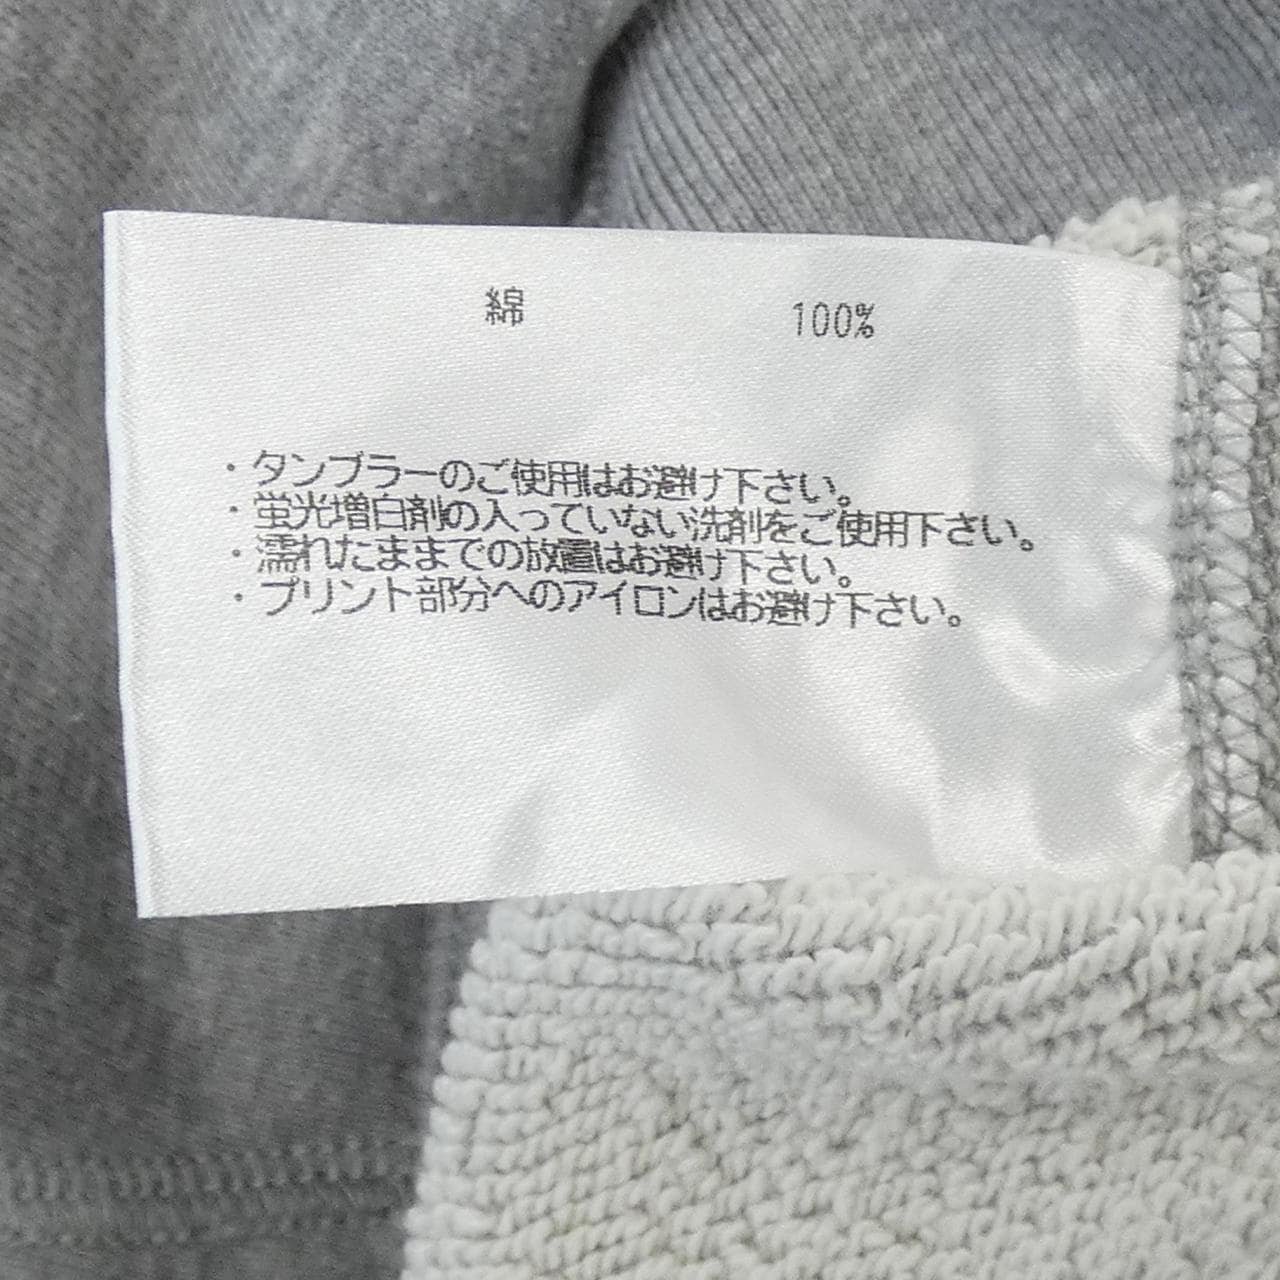 綿 100%
・タンブラーのご使用はお避け下さい。
・蛍光増白剤の入っていない洗剤をご使用下さい。
・濡れたままでの放置はお避け下さい。
・プリント部分へのアイロンはお避け下さい。